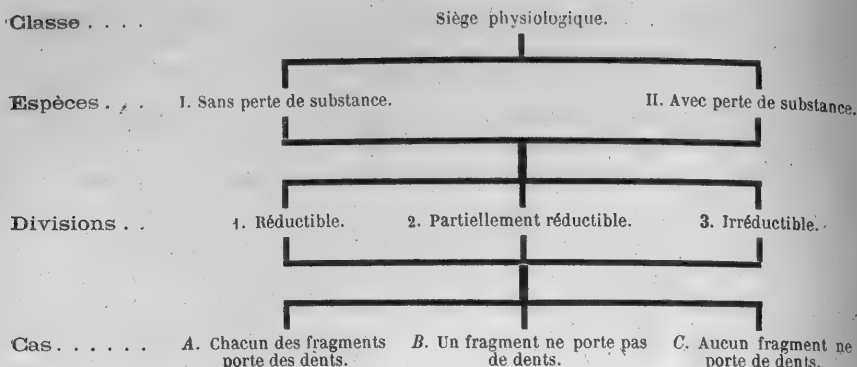 Classe . . . . Siège physiologique.
Espèces . . . I. Sans perte de substance. II. Avec perte de substance.
Divisions . . 1. Réductible. 2. Partiellement réductible. 3. Irréductible.
Cas . . . . . . A. Chacun des fragments B. Un fragment ne porte pas C. Aucun fragment ne
porte des dents. de dents. porte de dents.